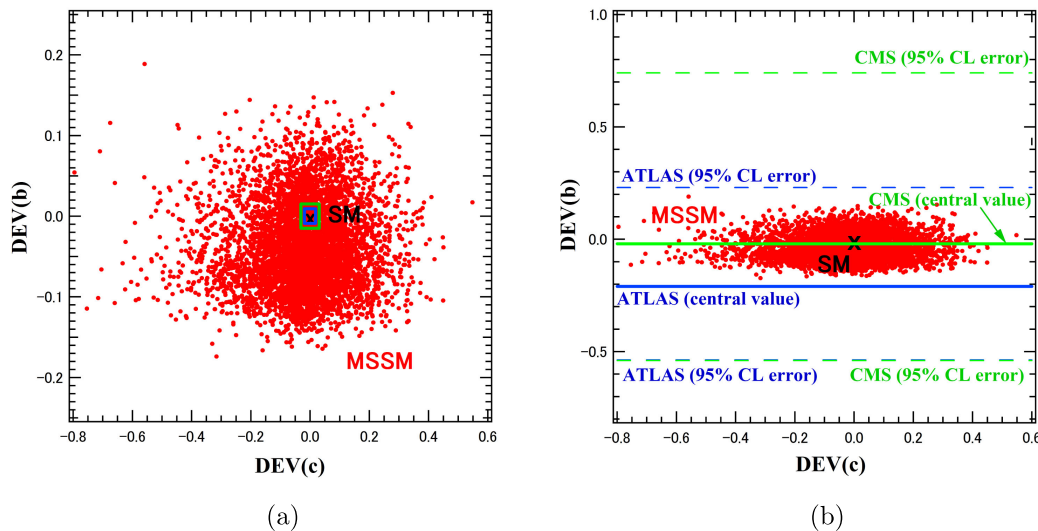 (a)
0.2
0.1
0.0
−0.1
−0.2
DEV(b)
SM
MSSM
−0.8 −0.6 −0.4 −0.2 0.0 0.2 0.4 0.6
DEV(c)
(a)
(b)
1.0
0.5
0.0
−0.5
DEV(b)
CMS (95% CL error)
ATLAS (95% CL error)
CMS (central value)
MSSM
SM
ATLAS (central value)
ATLAS (95% CL error) CMS (95% CL error)
−0.8 −0.6 −0.4 −0.2 0.0 0.2 0.4 0.6
DEV(c)
(b)